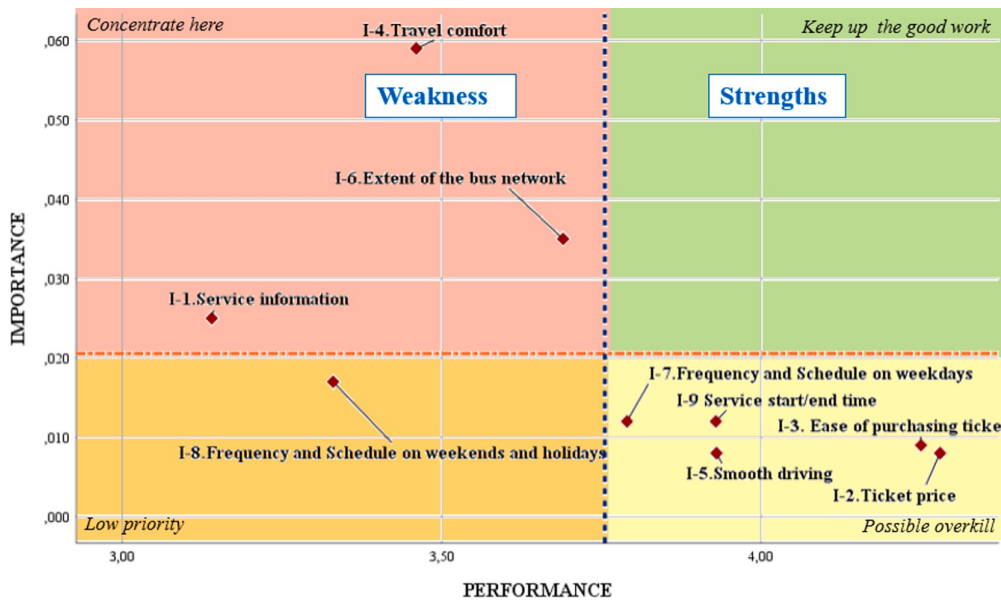 Concentrate here
Keep up the good work
I-4.Travel comfort
Weakness
Strengths
I-6.Extent of the bus network
I-1.Service information
I-7.Frequency and Schedule on weekdays
I-9 Service start/end time
I-3. Ease of purchasing ticke
I-8.Frequency and Schedule on weekends and holidays
I-5.Smooth driving
I-2.Ticket price
Low priority
Possible overkill
IMPORTANCE
,060
,050
,040
,030
,020
,010
,000
3,00
3,50
4,00
PERFORMANCE